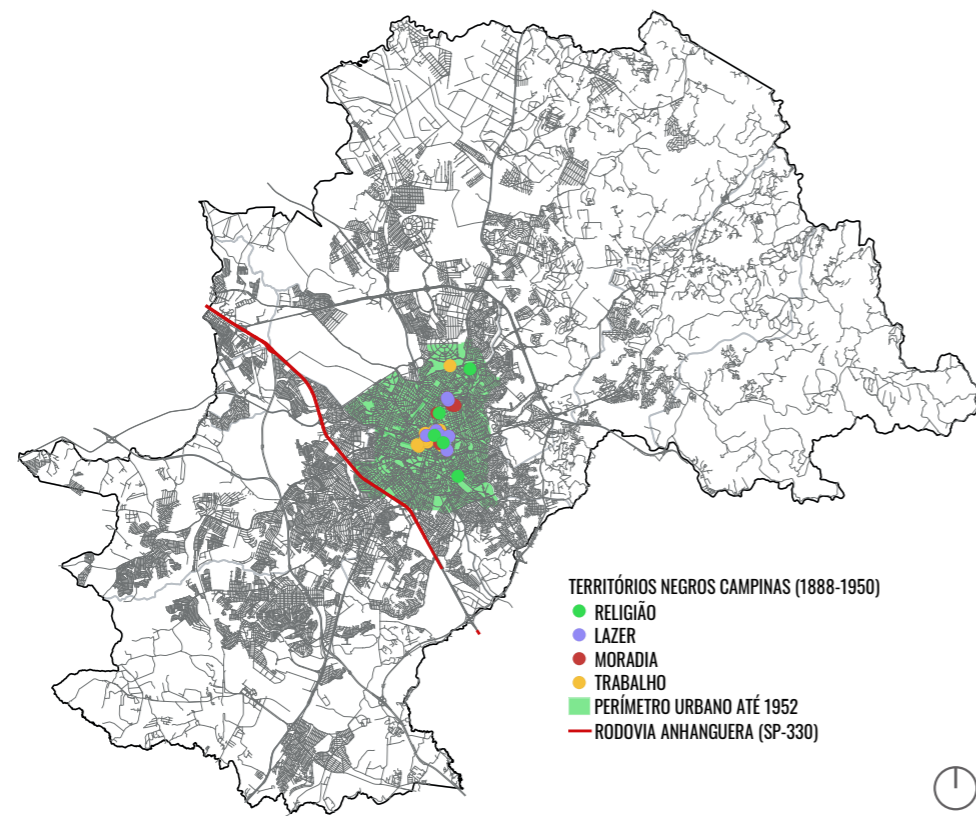 TERRITÓRIOS NEGROS CAMPINAS (1888-1950)
RELIGIÃO
LAZER
MORADIA
TRABALHO
PERÍMETRO URBANO ATÉ 1952
RODOVIA ANHANGUERA (SP-330)